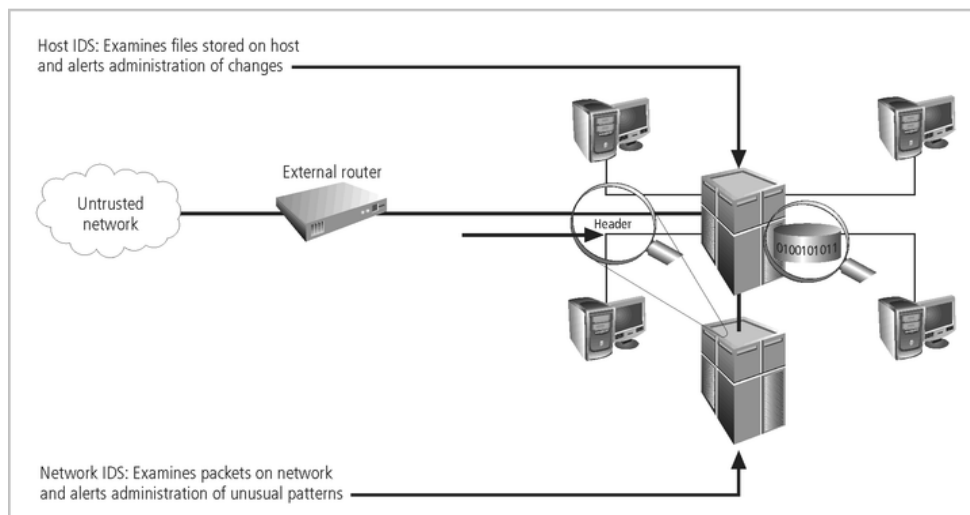 Host IDS: Examines files stored on host
and alerts administration of changes
External router
Untrusted
network
Header
0100101011
Network IDS: Examines packets on network
and alerts administration of unusual patterns